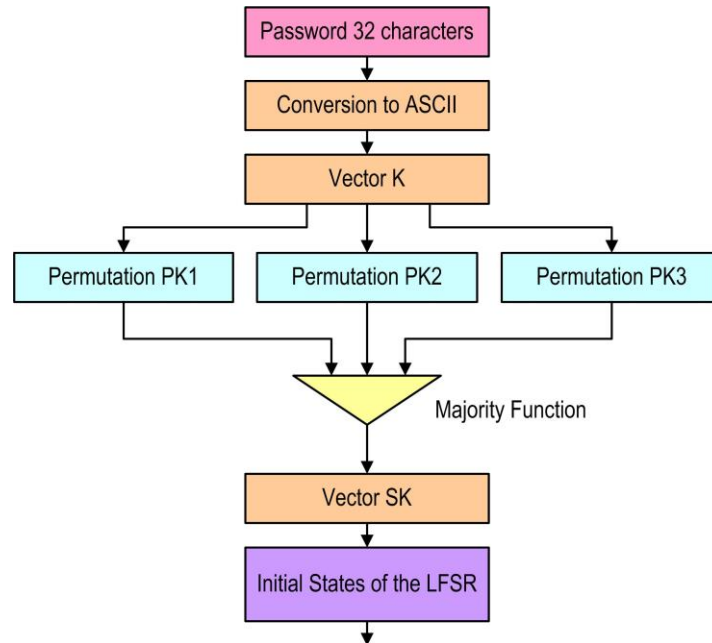 Password 32 characters
Conversion to ASCII
Vector K
Permutation PK1
Permutation PK2
Permutation PK3
Majority Function
Vector SK
Initial States of the LFSR